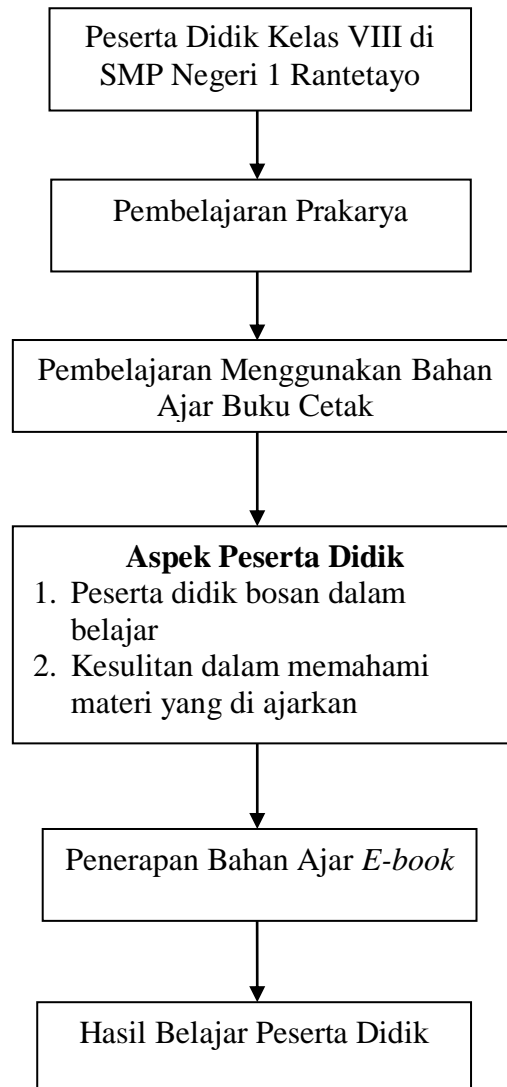 Peserta Didik Kelas VIII di
SMP Negeri 1 Rantetayo
Pembelajaran Prakarya
Pembelajaran Menggunakan Bahan
Ajar Buku Cetak
Aspek Peserta Didik
1. Peserta didik bosan dalam
belajar
2. Kesulitan dalam memahami
materi yang di ajarkan
Penerapan Bahan Ajar E-book
Hasil Belajar Peserta Didik